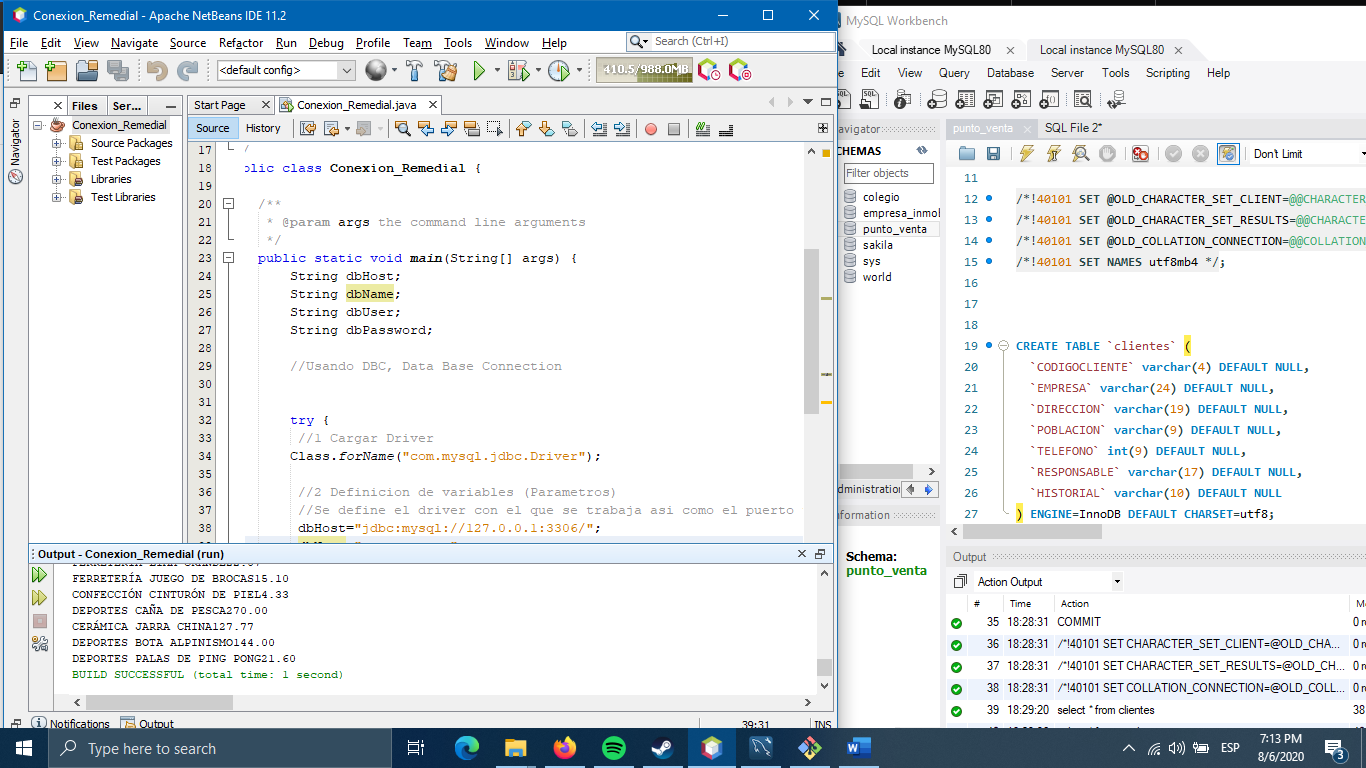 Conexion_Remedial - Apache NetBeans IDE 11.2
File Edit View Navigate Source Refactor Run Debug Profile Team Tools Window Help
Search (Ctrl+I)
<default config>
410.5/988.0MB
Navigator
Files Ser...
Conexion_Remedial
Source Packages
Test Packages
Libraries
Test Libraries
Start Page Conexion_Remedial.java
Source History
17 /
18 blic class Conexion_Remedial {
19
20 /**
21 * @param args the command line arguments
22 */
23 public static void main(String[] args) {
24 String dbHost;
25 String dbName;
26 String dbUser;
27 String dbPassword;
28
29 //Usando DBC, Data Base Connection
30
31
32 try {
33 //1 Cargar Driver
34 Class.forName("com.mysql.jdbc.Driver");
35
36 //2 Definicion de variables (Parametros)
37 //Se define el driver con el que se trabaja asi como el puerto
38 dbHost="jdbc:mysql://127.0.0.1:3306/";
Output - Conexion_Remedial (run)
FERRETERÍA JUEGO DE BROCAS15.10
CONFECCIÓN CINTURÓN DE PIEL4.33
DEPORTES CAÑA DE PESCA270.00
CERÁMICA JARRA CHINA127.77
DEPORTES BOTA ALPINISMO144.00
DEPORTES PALAS DE PING PONG21.60
BUILD SUCCESSFUL (total time: 1 second)
Notifications Output
39:31 INS
MySQL Workbench
Local instance MySQL80 Local instance MySQL80
e Edit View Query Database Server Tools Scripting Help
avigator
CHEMAS
Filter objects
colegio
empresa_inmol
punto_venta
sakila
sys
world
dministration
nformation
Schema:
punto_venta
punto_venta SQL File 2*
Don't Limit
11
12 /*!40101 SET @OLD_CHARACTER_SET_CLIENT=@@CHARACTER
13 /*!40101 SET @OLD_CHARACTER_SET_RESULTS=@@CHARACTE
14 /*!40101 SET @OLD_COLLATION_CONNECTION=@@COLLATION
15 /*!40101 SET NAMES utf8mb4 */;
16
17
18
19 CREATE TABLE `clientes` (
20 `CODIGOCLIENTE` varchar(4) DEFAULT NULL,
21 `EMPRESA` varchar(24) DEFAULT NULL,
22 `DIRECCION` varchar(19) DEFAULT NULL,
23 `POBLACION` varchar(9) DEFAULT NULL,
24 `TELEFONO` int(9) DEFAULT NULL,
25 `RESPONSABLE` varchar(17) DEFAULT NULL,
26 `HISTORIAL` varchar(10) DEFAULT NULL
27 ) ENGINE=InnoDB DEFAULT CHARSET=utf8;
Output
Action Output
# Time Action Me
35 18:28:31 COMMIT 0 ro
36 18:28:31 /*!40101 SET CHARACTER_SET_CLIENT=@OLD_CHA... 0 ro
37 18:28:31 /*!40101 SET CHARACTER_SET_RESULTS=@OLD_CH... 0 ro
38 18:28:31 /*!40101 SET COLLATION_CONNECTION=@OLD_COLL... 0 ro
39 18:29:20 select * from clientes 38
Type here to search
ESP
7:13 PM
8/6/2020
3